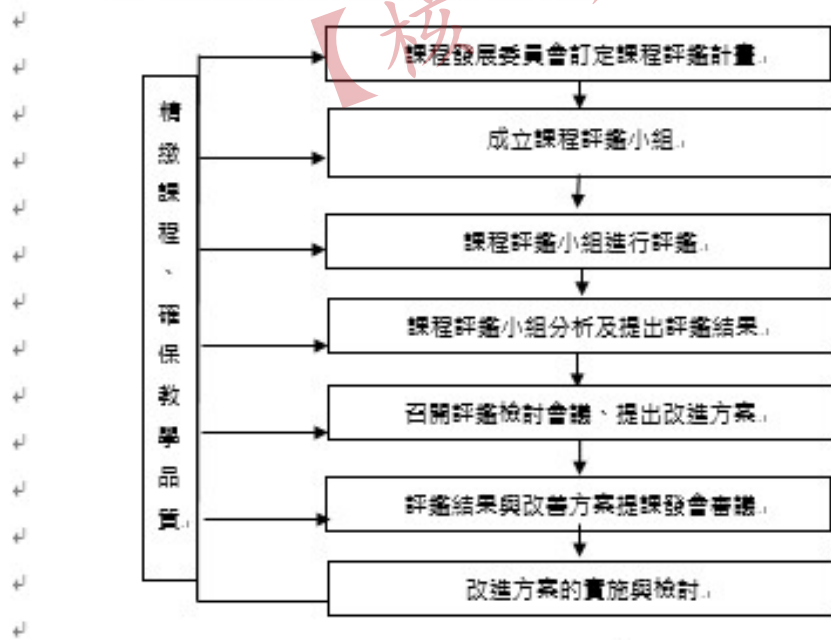 【核
課程發展委員會訂定課程評鑑計畫
成立課程評鑑小組
課程評鑑小組進行評鑑
課程評鑑小組分析及提出評鑑結果
召開評鑑檢討會議、提出改進方案
評鑑結果與改善方案提課發會審議
改進方案的實施與檢討
精緻課程、確保教學品質